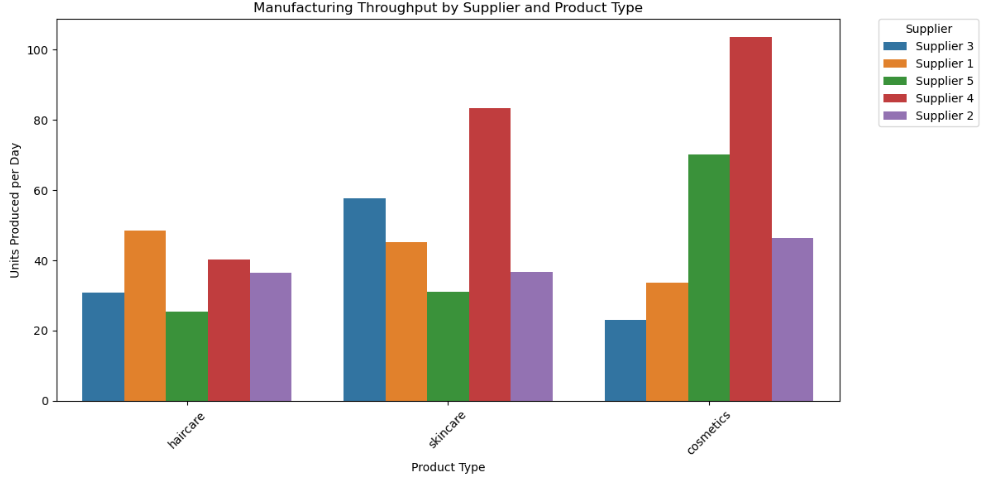 Manufacturing Throughput by Supplier and Product Type
Supplier
Supplier 3
Supplier 1
Supplier 5
Supplier 4
Supplier 2
Units Produced per Day
100
80
60
40
20
0
haircare
skincare
cosmetics
Product Type